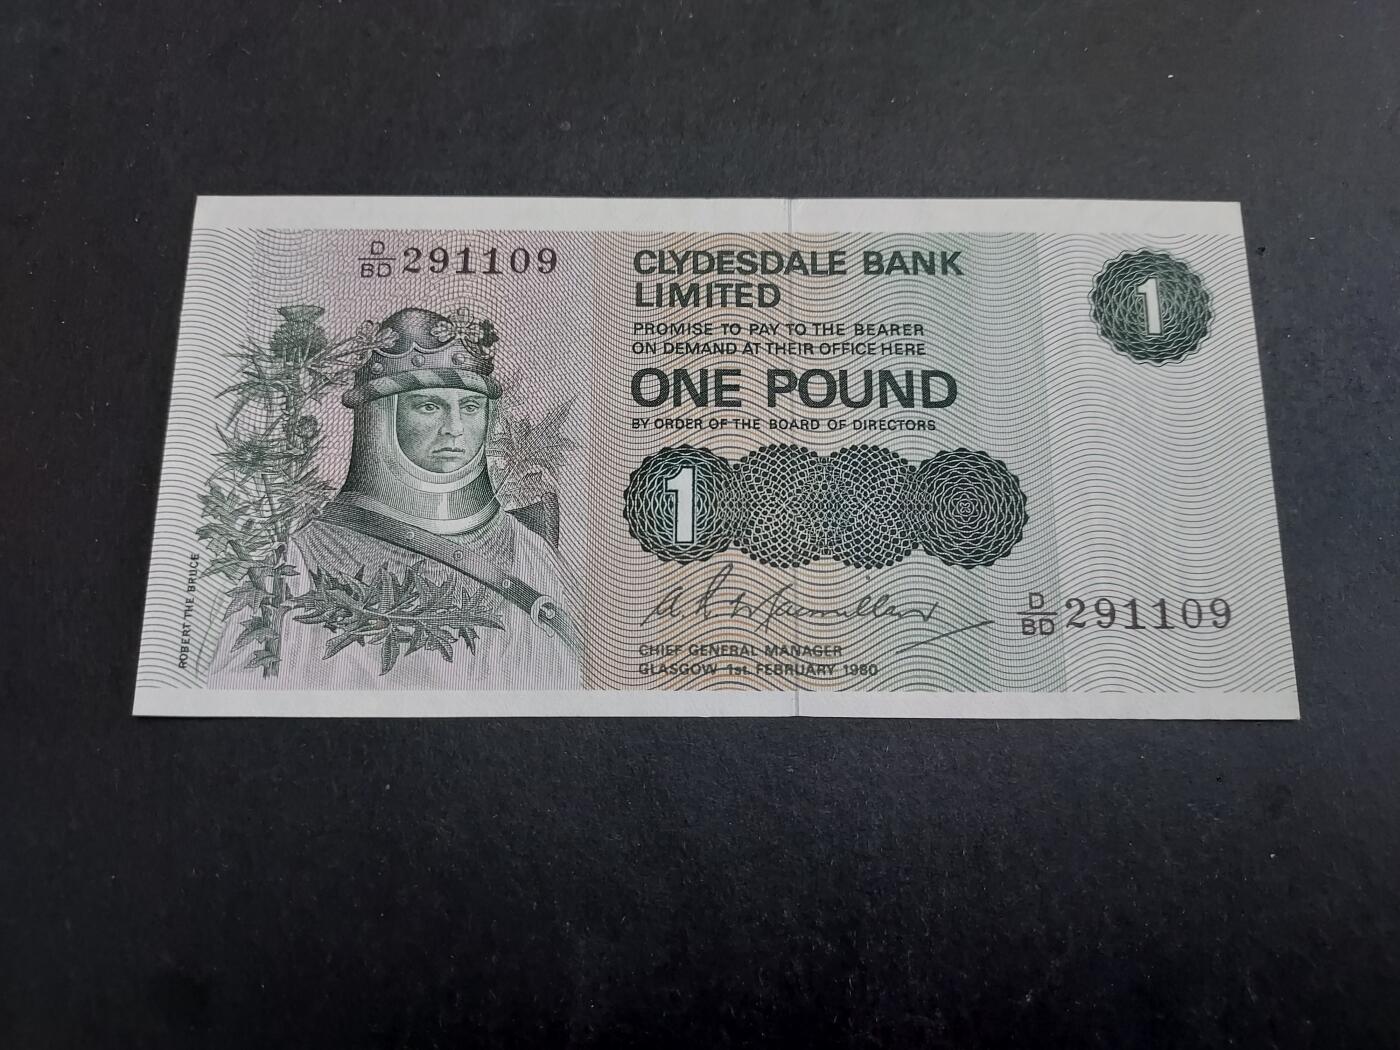 D
BD 291109
CLYDESDALE BANK
LIMITED
PROMISE TO PAY TO THE BEARER
ON DEMAND AT THEIR OFFICE HERE
ONE POUND
BY ORDER OF THE BOARD OF DIRECTORS
1
1
A R Macmillan
CHIEF GENERAL MANAGER
GLASGOW 1st. FEBRUARY 1980
D
BD 291109
ROBERT THE BRUCE